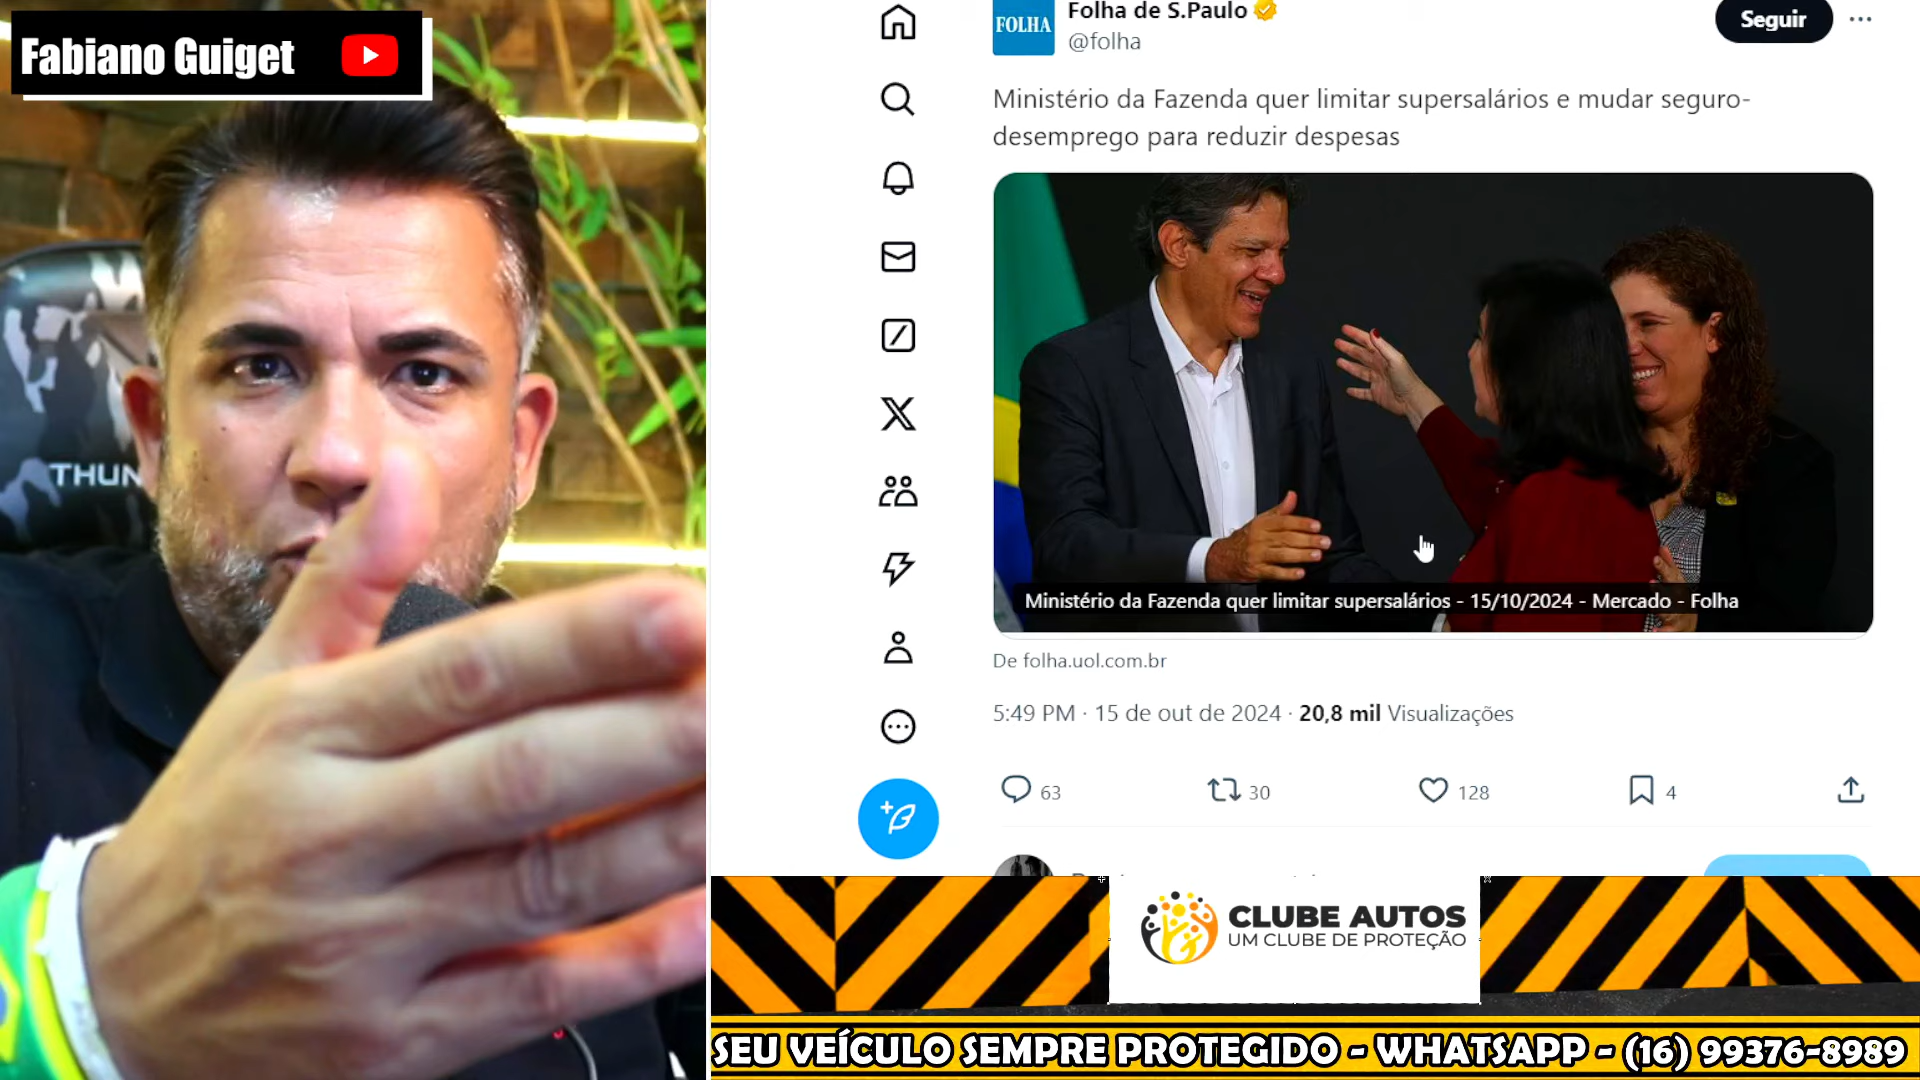 Fabiano Guiget
THUN
FOLHA
Folha de S.Paulo
@folha
Seguir
Ministério da Fazenda quer limitar supersalários e mudar seguro-
desemprego para reduzir despesas
Ministério da Fazenda quer limitar supersalários - 15/10/2024 - Mercado - Folha
De folha.uol.com.br
5:49 PM · 15 de out de 2024 · 20,8 mil Visualizações
63 30 128 4
CLUBE AUTOS
UM CLUBE DE PROTEÇÃO
SEU VEÍCULO SEMPRE PROTEGIDO - WHATSAPP - (16) 99376-8989